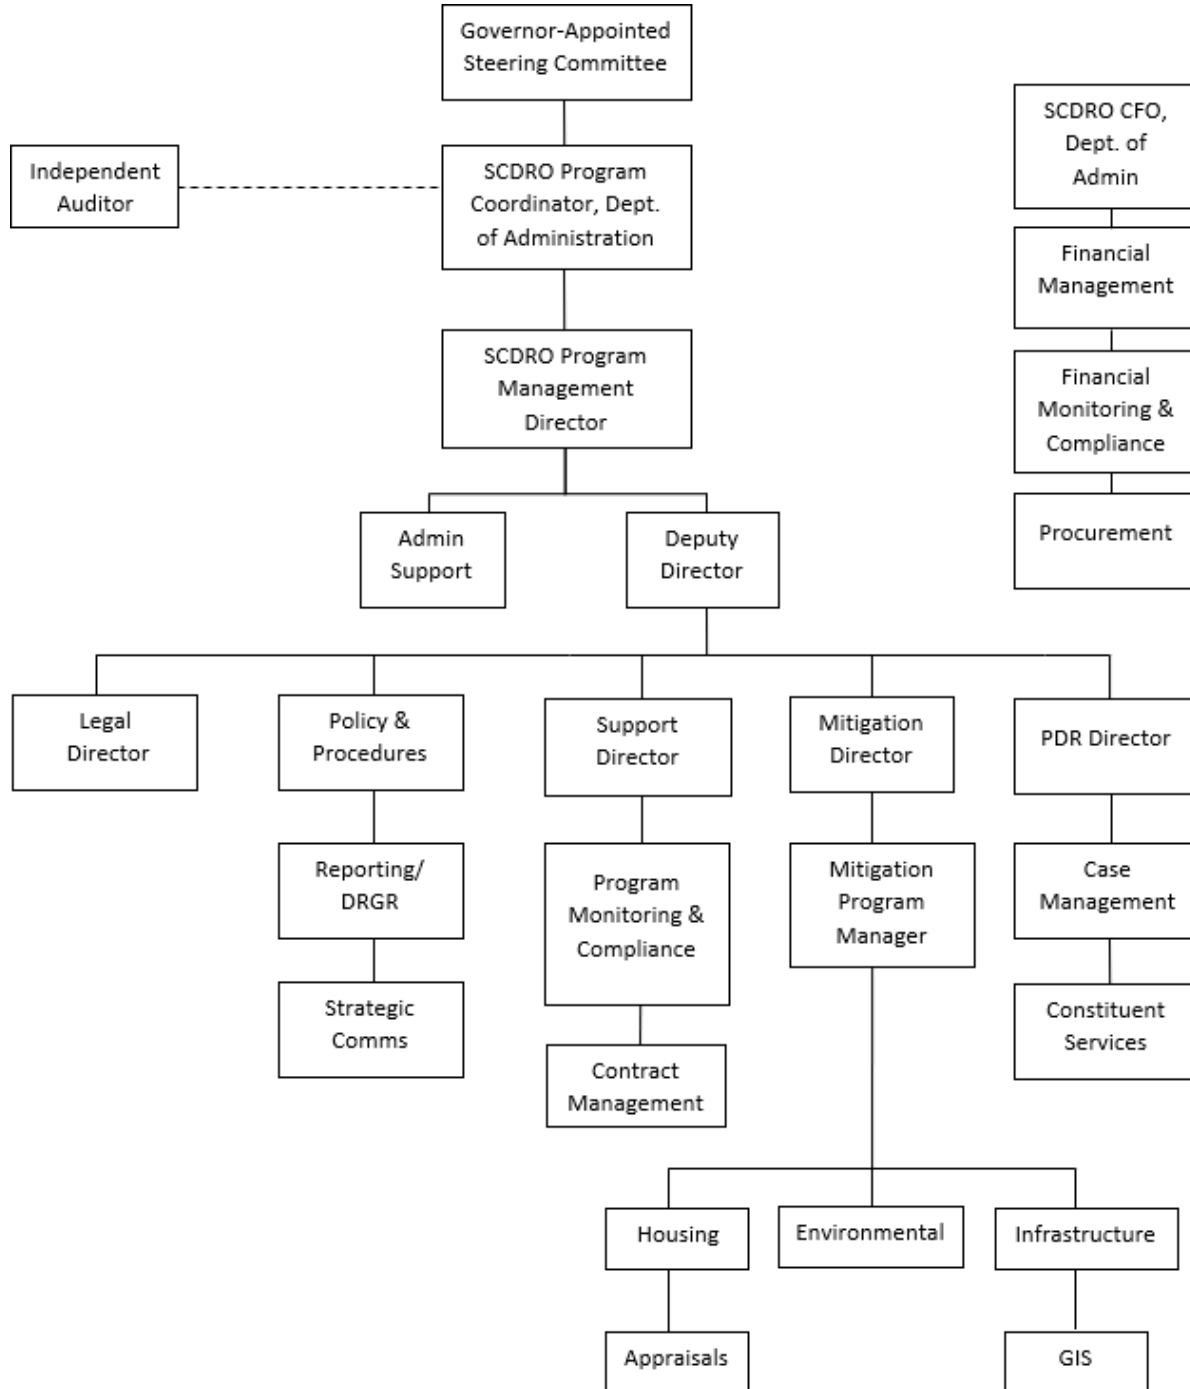 Governor-Appointed
Steering Committee
SCDRO CFO,
Dept. of
Admin
Independent
Auditor
SCDRO Program
Coordinator, Dept.
of Administration
Financial
Management
SCDRO Program
Management
Director
Financial
Monitoring &
Compliance
Admin
Support
Deputy
Director
Procurement
Legal
Director
Policy &
Procedures
Support
Director
Mitigation
Director
PDR Director
Reporting/
DRGR
Program
Monitoring &
Compliance
Mitigation
Program
Manager
Case
Management
Strategic
Comms
Contract
Management
Constituent
Services
Housing
Environmental
Infrastructure
Appraisals
GIS